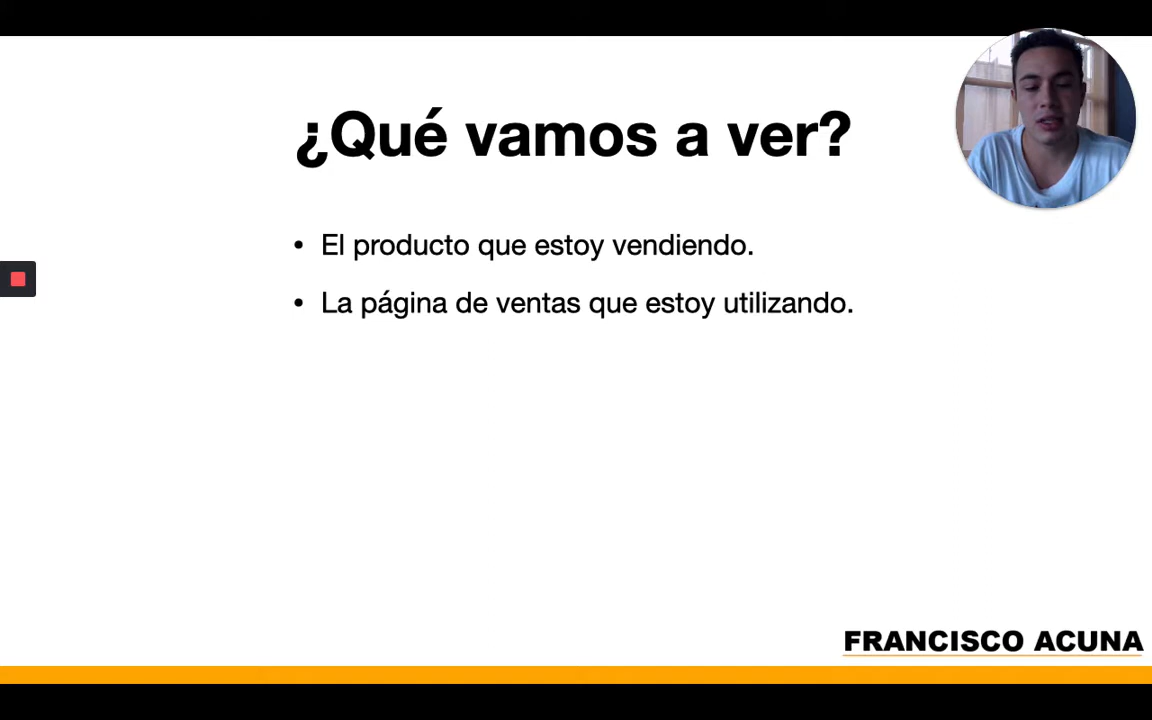 ¿Qué vamos a ver?
• El producto que estoy vendiendo.
• La página de ventas que estoy utilizando.
FRANCISCO ACUNA